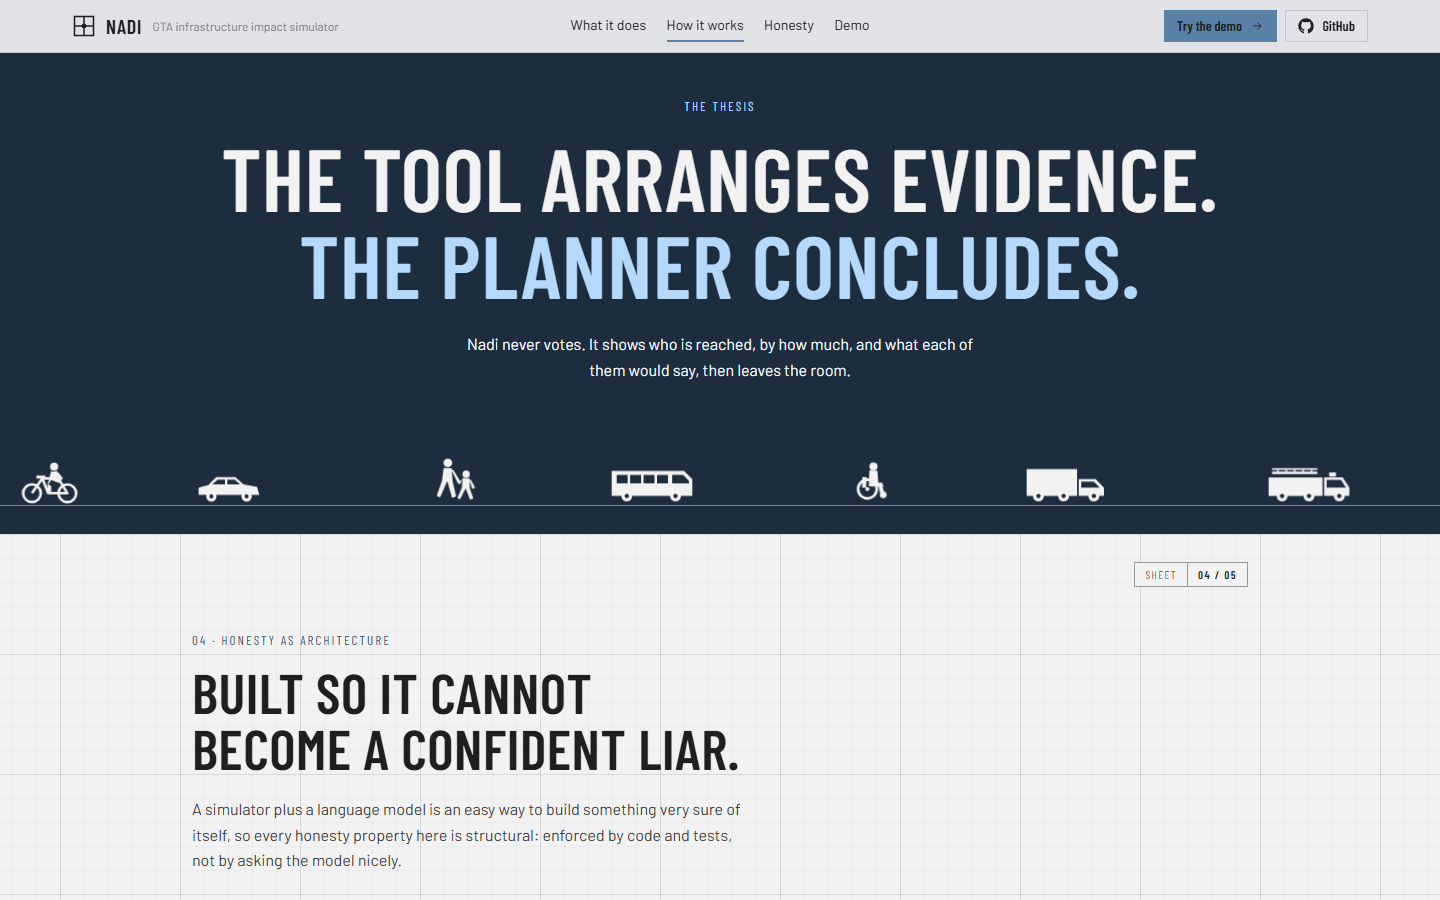 NADI GTA infrastructure impact simulator What it does How it works Honesty Demo Try the demo → GitHub
THE THESIS
THE TOOL ARRANGES EVIDENCE.
THE PLANNER CONCLUDES.
Nadi never votes. It shows who is reached, by how much, and what each of
them would say, then leaves the room.
SHEET 04 / 05
04 · HONESTY AS ARCHITECTURE
BUILT SO IT CANNOT
BECOME A CONFIDENT LIAR.
A simulator plus a language model is an easy way to build something very sure of
itself, so every honesty property here is structural: enforced by code and tests,
not by asking the model nicely.